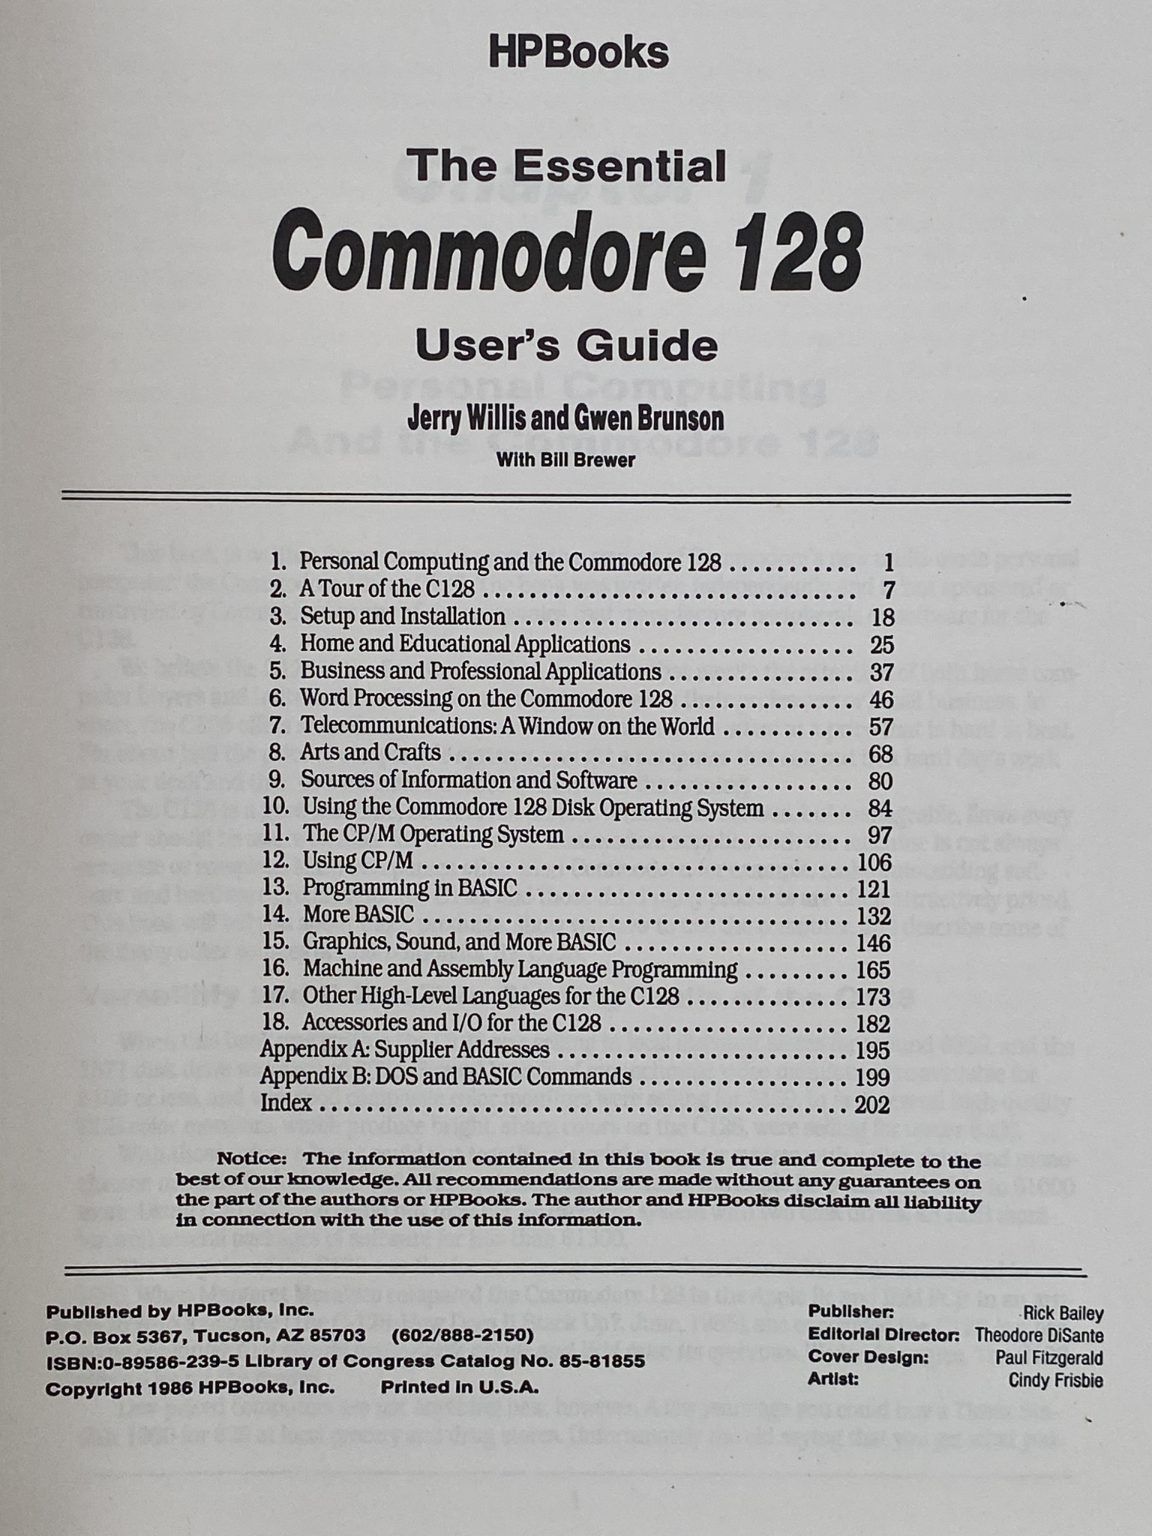 HPBooks
The Essential
Commodore 128
User's Guide
Jerry Willis and Gwen Brunson
With Bill Brewer
1. Personal Computing and the Commodore 128 ........... 1
2. A Tour of the C128 ................................ 7
3. Setup and Installation ............................. 18
4. Home and Educational Applications ................... 25
5. Business and Professional Applications ................ 37
6. Word Processing on the Commodore 128 ............... 46
7. Telecommunications: A Window on the World ........... 57
8. Arts and Crafts ................................... 68
9. Sources of Information and Software .................. 80
10. Using the Commodore 128 Disk Operating System ....... 84
11. The CP/M Operating System ........................ 97
12. Using CP/M ..................................... 106
13. Programming in BASIC ............................ 121
14. More BASIC ..................................... 132
15. Graphics, Sound, and More BASIC ................... 146
16. Machine and Assembly Language Programming ......... 165
17. Other High-Level Languages for the C128 ............. 173
18. Accessories and I/O for the C128 .................... 182
Appendix A: Supplier Addresses ......................... 195
Appendix B: DOS and BASIC Commands .................. 199
Index ............................................. 202
Notice: The information contained in this book is true and complete to the
best of our knowledge. All recommendations are made without any guarantees on
the part of the authors or HPBooks. The author and HPBooks disclaim all liability
in connection with the use of this information.
Published by HPBooks, Inc.
P.O. Box 5367, Tucson, AZ 85703 (602/888-2150)
ISBN:0-89586-239-5 Library of Congress Catalog No. 85-81855
Copyright 1986 HPBooks, Inc. Printed in U.S.A.
Publisher: Rick Bailey
Editorial Director: Theodore DiSante
Cover Design: Paul Fitzgerald
Artist: Cindy Frisbie